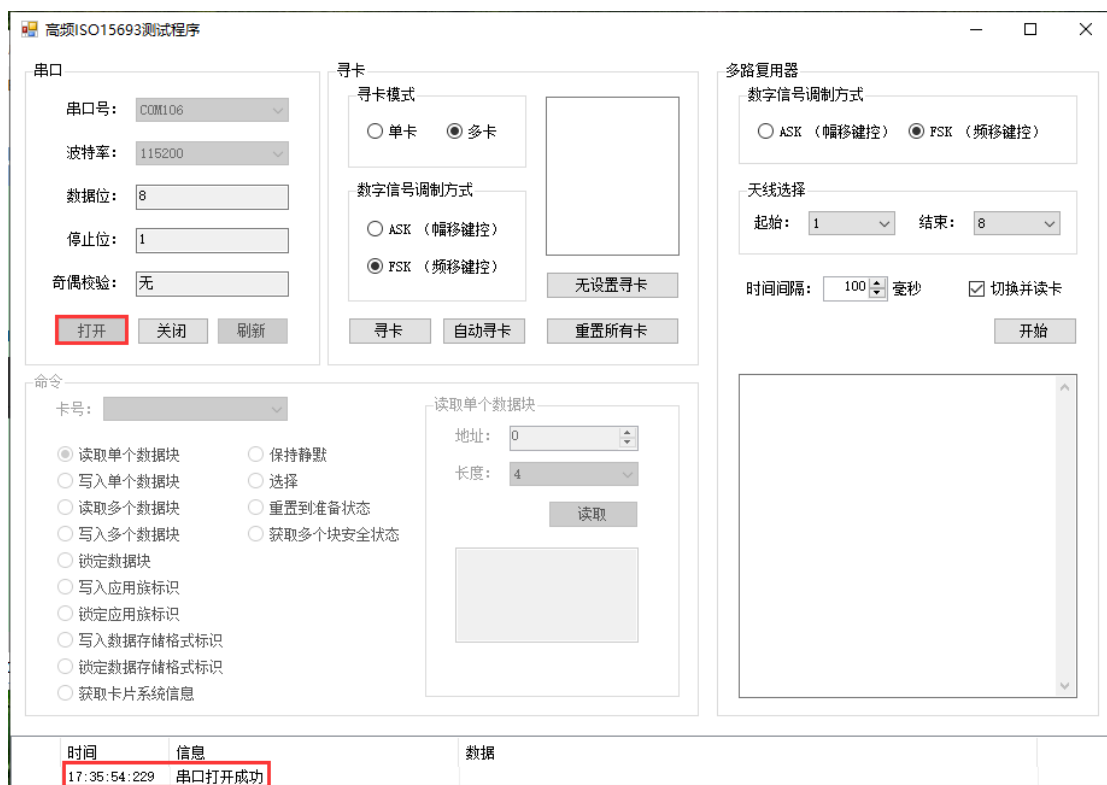 高频ISO15693测试程序
串口
串口号： COM106
波特率： 115200
数据位： 8
停止位： 1
奇偶校验： 无
打开 关闭 刷新
寻卡
寻卡模式
单卡 多卡
数字信号调制方式
ASK （幅移键控）
FSK （频移键控）
无设置寻卡
寻卡 自动寻卡 重置所有卡
多路复用器
数字信号调制方式
ASK （幅移键控） FSK （频移键控）
天线选择
起始： 1 结束： 8
时间间隔： 100 毫秒 切换并读卡
开始
命令
卡号：
读取单个数据块 保持静默
写入单个数据块 选择
读取多个数据块 重置到准备状态
写入多个数据块 获取多个块安全状态
锁定数据块
写入应用族标识
锁定应用族标识
写入数据存储格式标识
锁定数据存储格式标识
获取卡片系统信息
读取单个数据块
地址： 0
长度： 4
读取
时间 信息 数据
17:35:54:229 串口打开成功